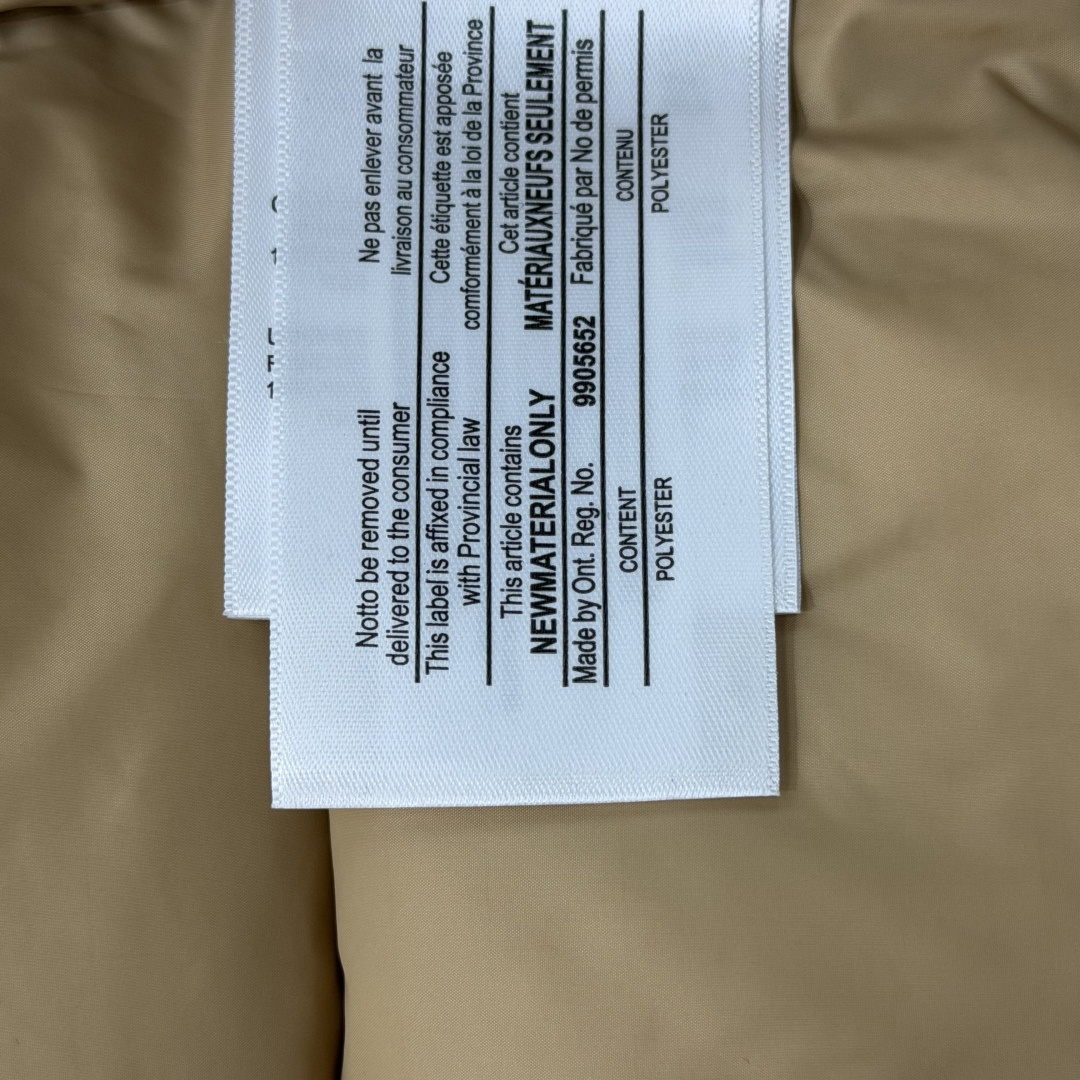 Notto be removed until
delivered to the consumer
Ne pas enlever avant la
livraison au consommateur
This label is affixed in compliance
with Provincial law
Cette étiquette est apposée
comformément à la loi de la Province
This article contains
NEWMATERIALONLY
Cet article contient
MATÉRIAUXNEUFS SEULEMENT
Made by Ont. Reg. No. 9905652 Fabriqué par No de permis
CONTENT CONTENU
POLYESTER POLYESTER